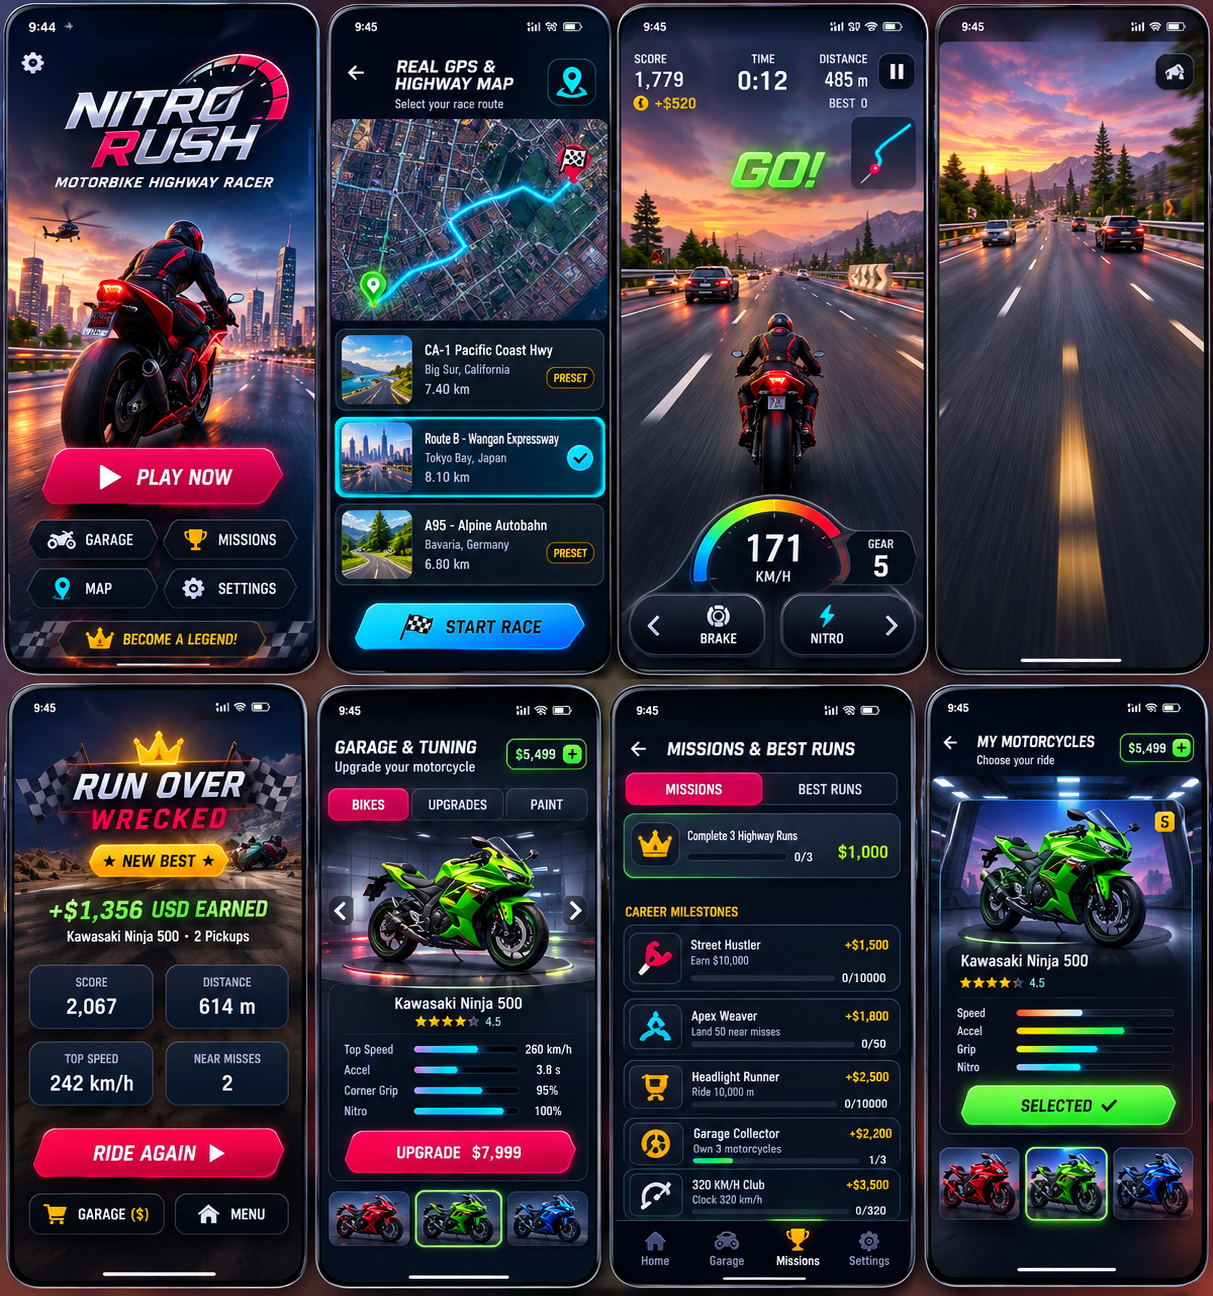 9:44
NITRO
RUSH
MOTORBIKE HIGHWAY RACER
PLAY NOW
GARAGE
MISSIONS
MAP
SETTINGS
BECOME A LEGEND!
9:45
REAL GPS &
HIGHWAY MAP
Select your race route
CA-1 Pacific Coast Hwy
Big Sur, California
7.40 km
PRESET
Route B - Wangan Expressway
Tokyo Bay, Japan
8.10 km
A95 - Alpine Autobahn
Bavaria, Germany
6.80 km
PRESET
START RACE
9:45
SCORE
1,779
+$520
TIME
0:12
DISTANCE
485 m
BEST 0
GO!
171
KM/H
GEAR
5
BRAKE
NITRO
9:45
9:45
RUN OVER
WRECKED
★ NEW BEST ★
+$1,356 USD EARNED
Kawasaki Ninja 500 • 2 Pickups
SCORE
2,067
DISTANCE
614 m
TOP SPEED
242 km/h
NEAR MISSES
2
RIDE AGAIN
GARAGE ($)
MENU
9:45
GARAGE & TUNING
Upgrade your motorcycle
$5,499 +
BIKES
UPGRADES
PAINT
Kawasaki Ninja 500
4.5
Top Speed 260 km/h
Accel 3.8 s
Corner Grip 95%
Nitro 100%
UPGRADE $7,999
9:45
MISSIONS & BEST RUNS
MISSIONS
BEST RUNS
Complete 3 Highway Runs
0/3
$1,000
CAREER MILESTONES
Street Hustler
+$1,500
Earn $10,000
0/10000
Apex Weaver
+$1,800
Land 50 near misses
0/50
Headlight Runner
+$2,500
Ride 10,000 m
0/10000
Garage Collector
+$2,200
Own 3 motorcycles
1/3
320 KM/H Club
+$3,500
Clock 320 km/h
0/320
Home
Garage
Missions
Settings
9:45
MY MOTORCYCLES
Choose your ride
$5,499 +
S
Kawasaki Ninja 500
4.5
Speed
Accel
Grip
Nitro
SELECTED